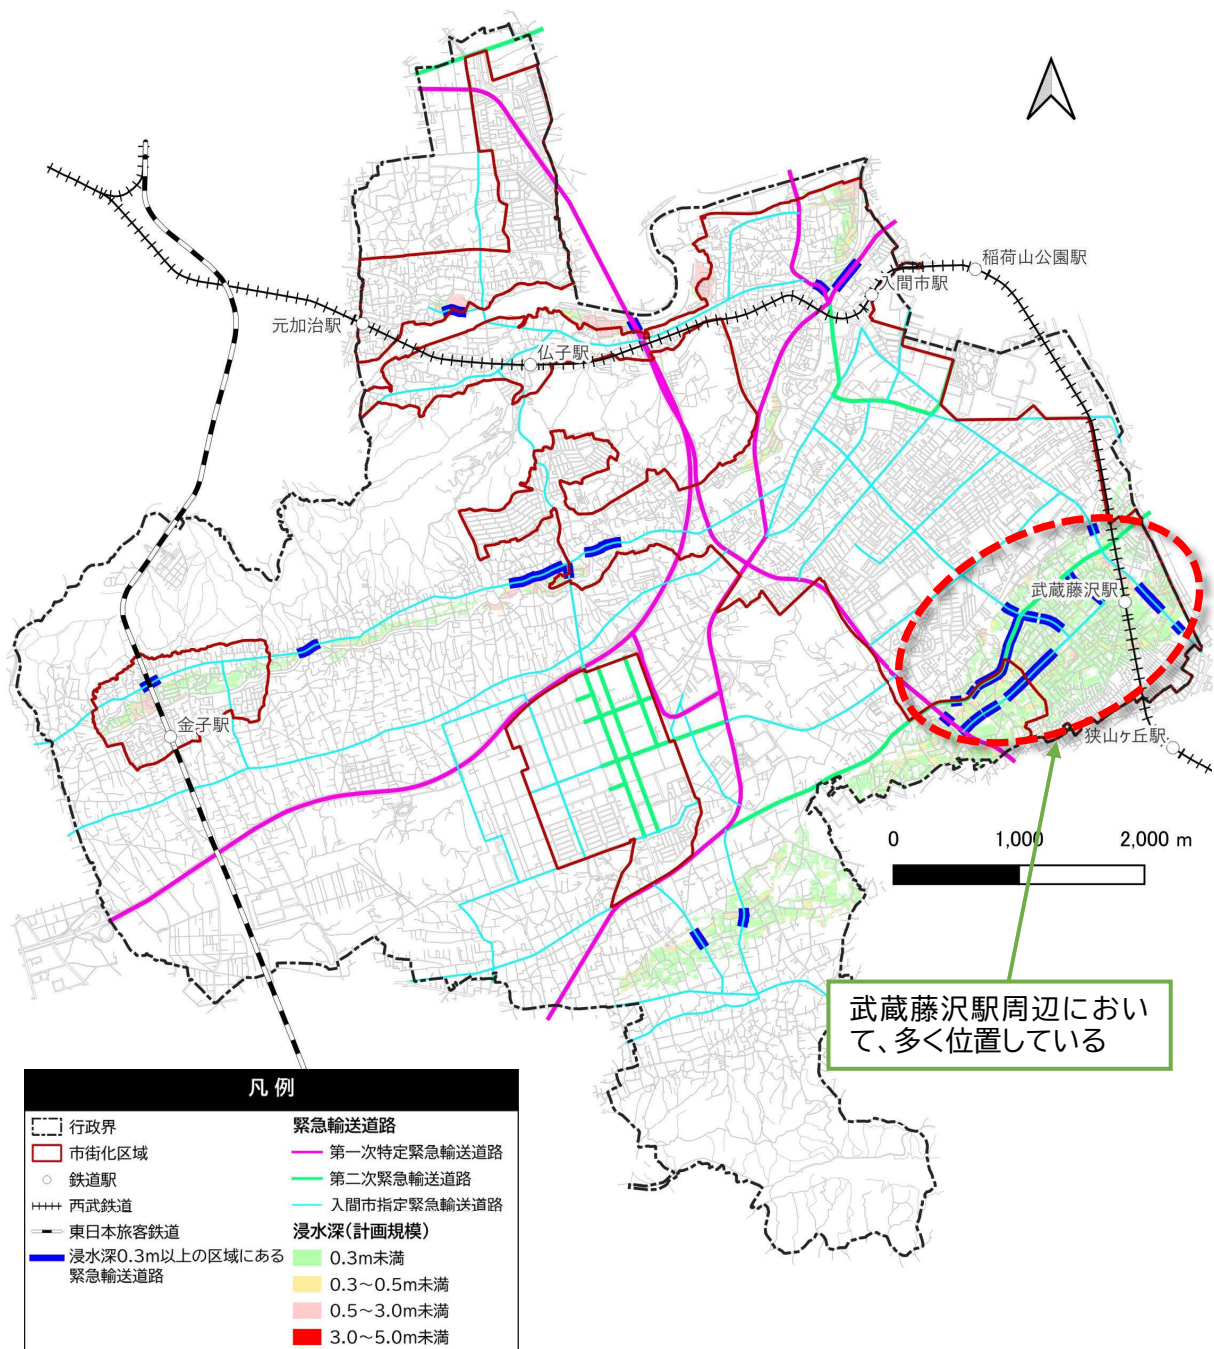 稲荷山公園駅
入間市駅
元加治駅
仏子駅
武蔵藤沢駅
金子駅
狭山ヶ丘駅
0 1,000 2,000 m
武蔵藤沢駅周辺におい
て、多く位置している
凡例
行政界
市街化区域
鉄道駅
西武鉄道
東日本旅客鉄道
浸水深0.3m以上の区域にある
緊急輸送道路
緊急輸送道路
第一次特定緊急輸送道路
第二次緊急輸送道路
入間市指定緊急輸送道路
浸水深(計画規模)
0.3m未満
0.3～0.5m未満
0.5～3.0m未満
3.0～5.0m未満